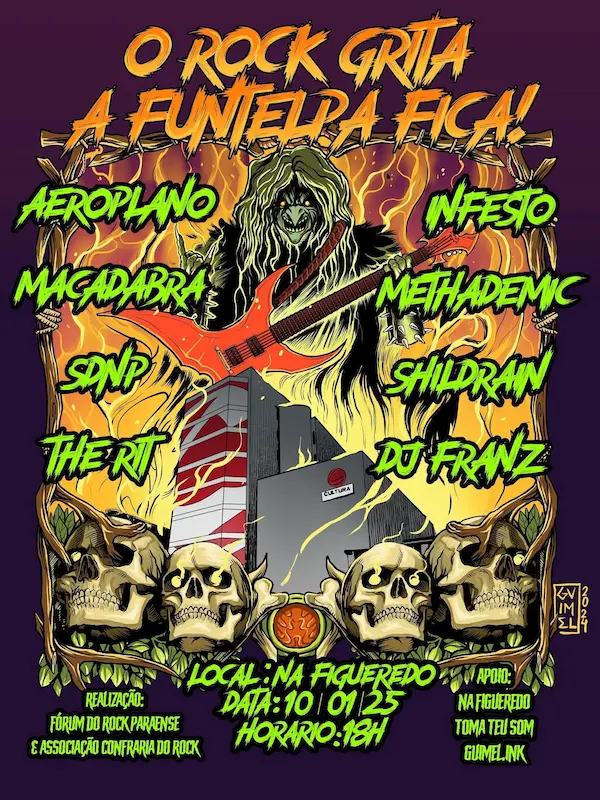 O ROCK GRITA
A FUNTELPA FICA!
AEROPLANO
INFESTO
MACADABRA
METHADEMIC
SDNP
SHILDRAIN
THE RIT
DJ FRANZ
CULTURA
GUIMEL
2024
LOCAL: NA FIGUEREDO
DATA: 10|01|25
HORARIO: 18H
REALIZAÇÃO:
FÓRUM DO ROCK PARAENSE
& ASSOCIAÇÃO CONFRARIA DO ROCK
APOIO:
NA FIGUEREDO
TOMA TEU SOM
GUIMEL.INK